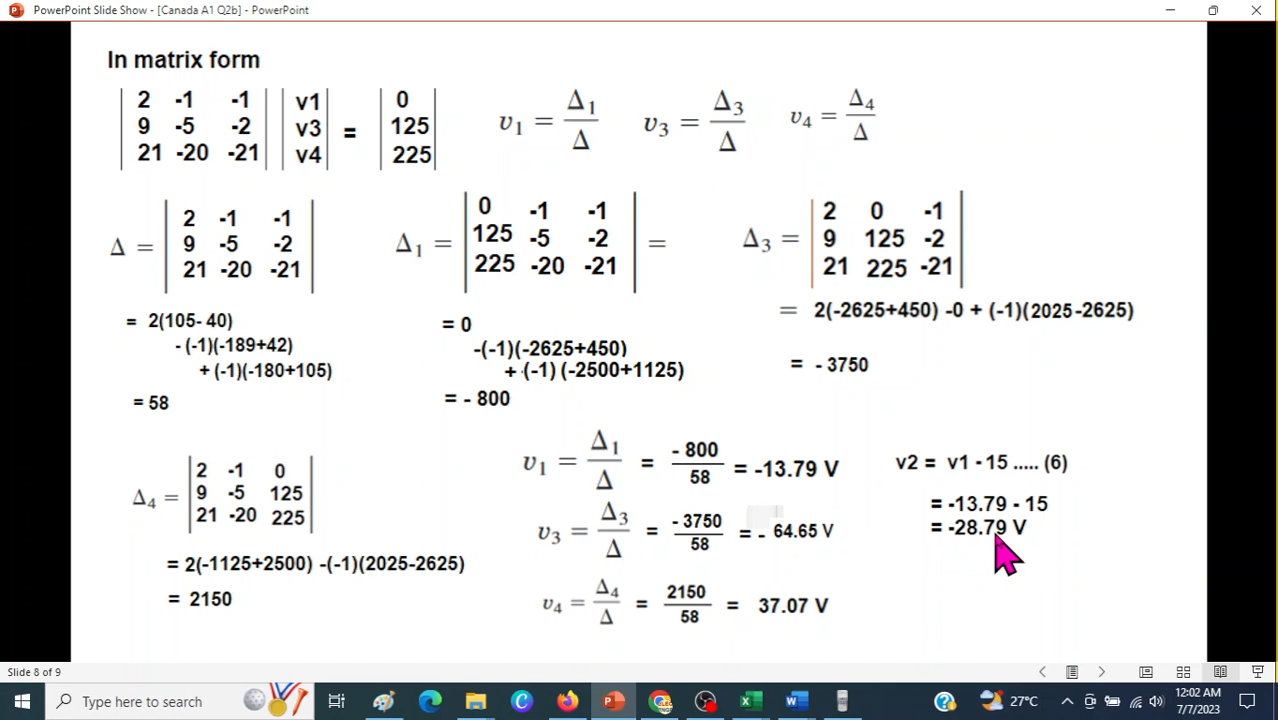 PowerPoint Slide Show - [Canada A1 Q2b] - PowerPoint
In matrix form
2 -1 -1 v1 0
9 -5 -2 v3 = 125
21 -20 -21 v4 225
v1 = Δ1/Δ v3 = Δ3/Δ v4 = Δ4/Δ
Δ =
2 -1 -1
9 -5 -2
21 -20 -21
= 2(105- 40)
- (-1)(-189+42)
+ (-1)(-180+105)
= 58
Δ1 =
0 -1 -1
125 -5 -2
225 -20 -21
=
= 0
-(-1)(-2625+450)
+ (-1) (-2500+1125)
= - 800
Δ3 =
2 0 -1
9 125 -2
21 225 -21
= 2(-2625+450) -0 + (-1)(2025-2625)
= - 3750
Δ4 =
2 -1 0
9 -5 125
21 -20 225
= 2(-1125+2500) -(-1)(2025-2625)
= 2150
v1 = Δ1/Δ = - 800/58 = -13.79 V
v3 = Δ3/Δ = - 3750/58 = - 64.65 V
v4 = Δ4/Δ = 2150/58 = 37.07 V
v2 = v1 - 15 ..... (6)
= -13.79 - 15
= -28.79 V
Slide 8 of 9
Type here to search
27°C
12:02 AM
7/7/2023